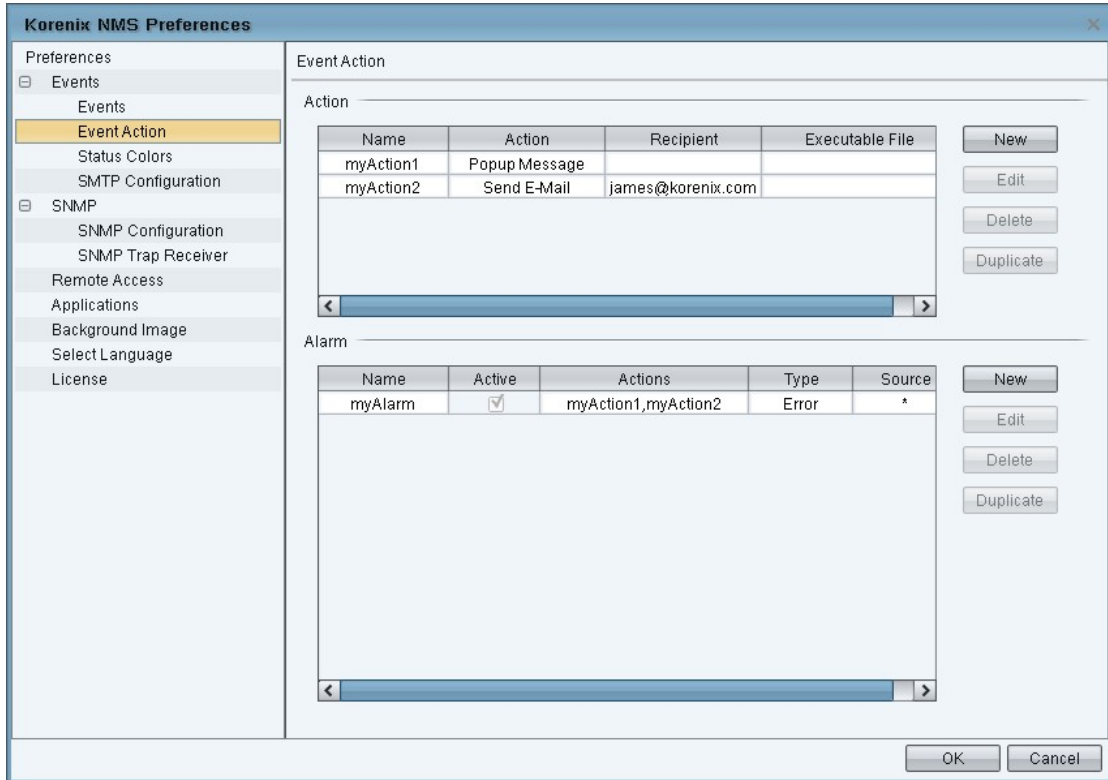 Korenix NMS Preferences
Preferences
Events
Events
Event Action
Status Colors
SMTP Configuration
SNMP
SNMP Configuration
SNMP Trap Receiver
Remote Access
Applications
Background Image
Select Language
License
Event Action
Action
Name Action Recipient Executable File
myAction1 Popup Message
myAction2 Send E-Mail james@korenix.com
New
Edit
Delete
Duplicate
Alarm
Name Active Actions Type Source
myAlarm myAction1,myAction2 Error *
New
Edit
Delete
Duplicate
OK Cancel